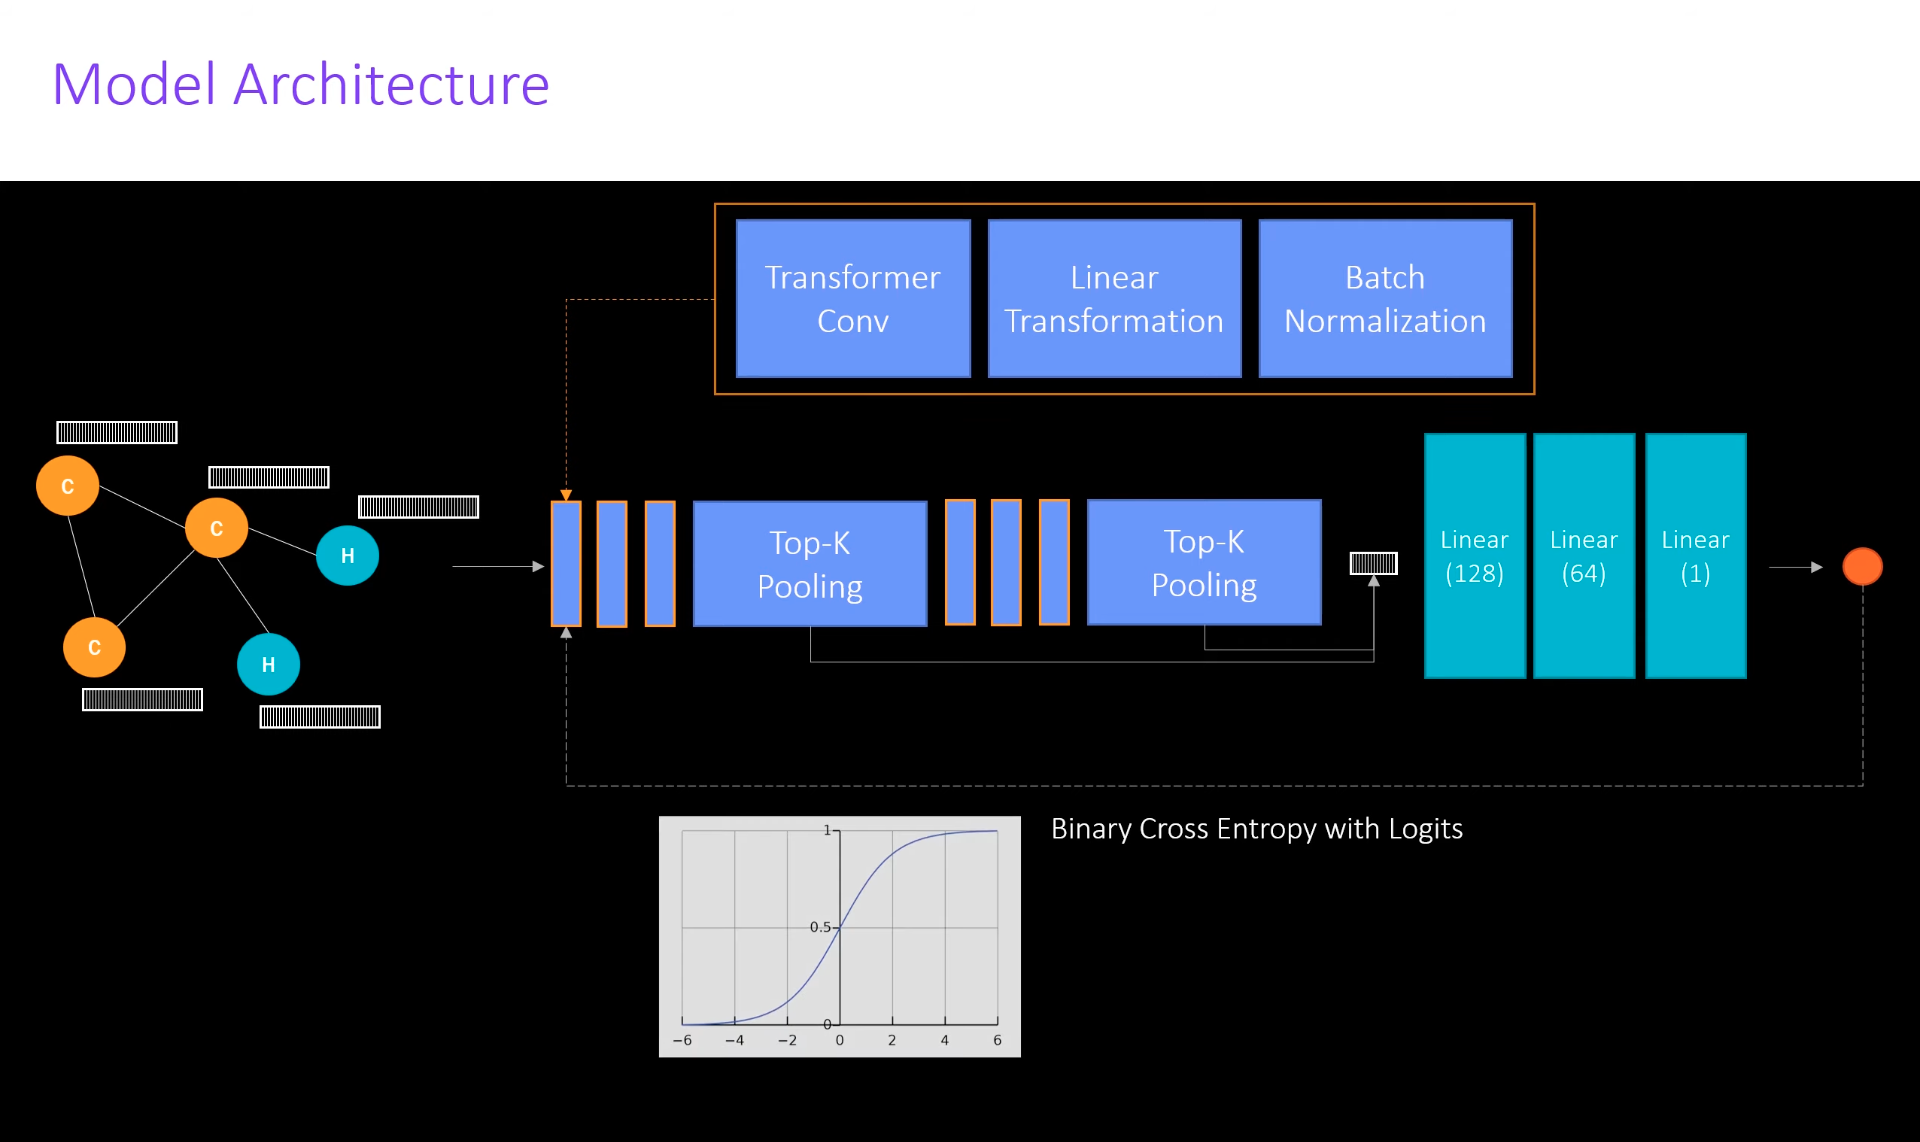 Model Architecture
Transformer
Conv
Linear
Transformation
Batch
Normalization
C
C
H
C
H
Top-K
Pooling
Top-K
Pooling
Linear
(128)
Linear
(64)
Linear
(1)
Binary Cross Entropy with Logits
1
0.5
0
−6 −4 −2 0 2 4 6